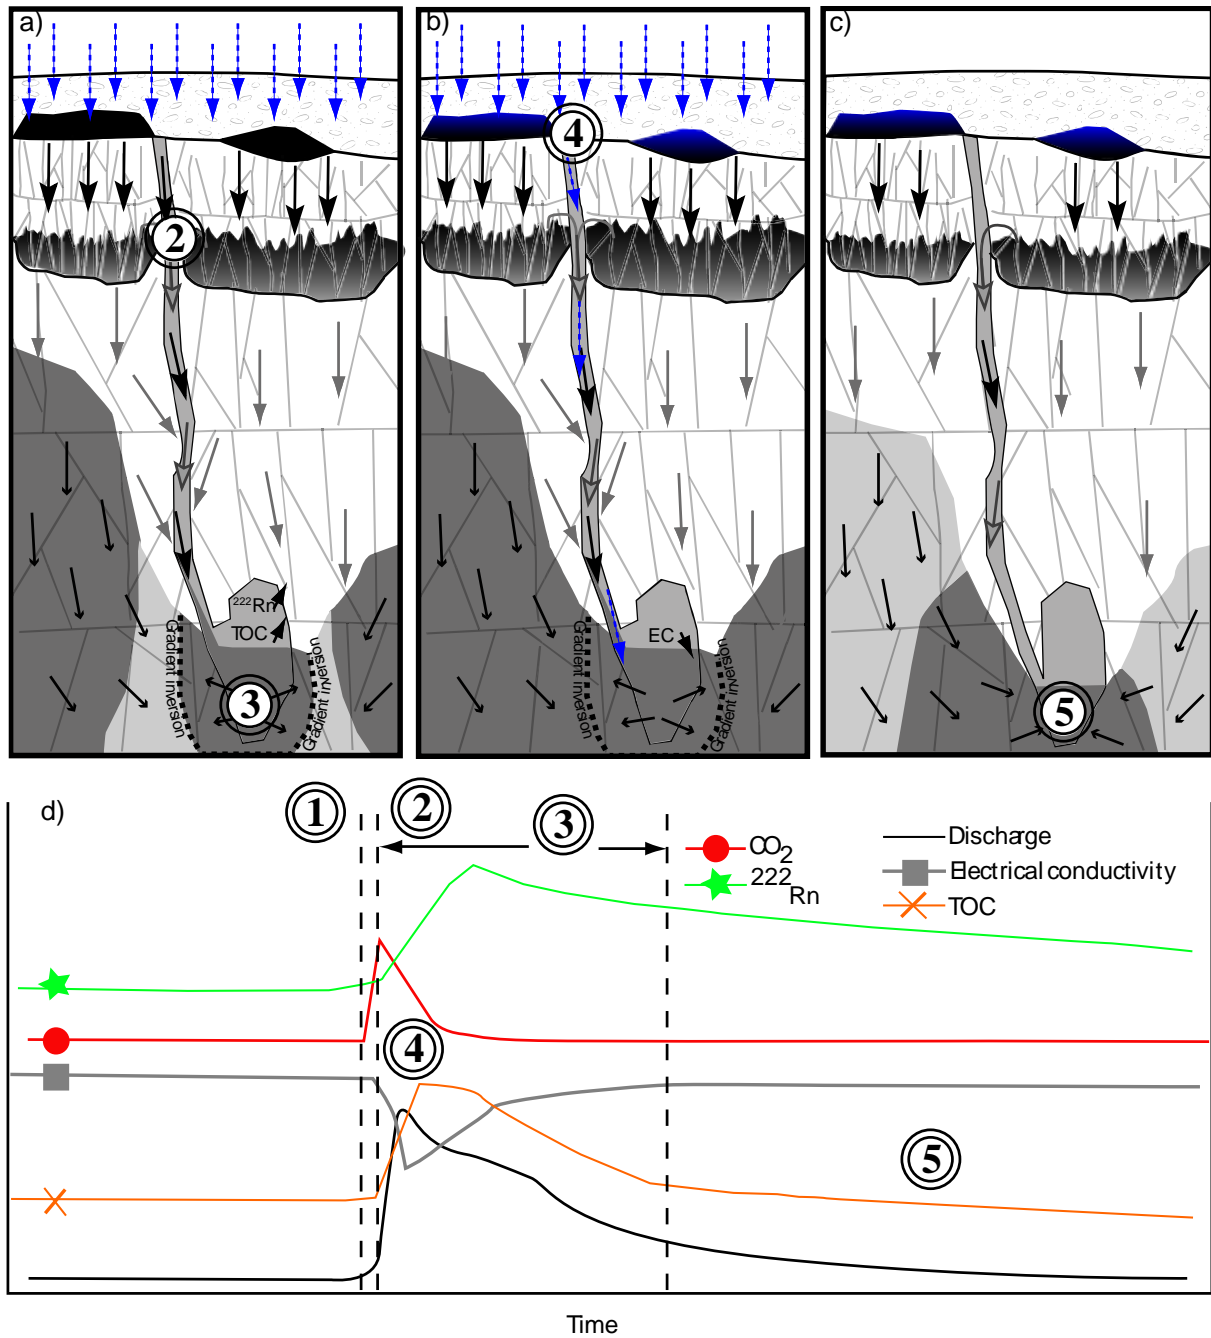 a)
b)
c)
4
2
²²²Rn
TOC
Gradient inversion
Gradient inversion
3
EC
Gradient inversion
Gradient inversion
5
d)
1
2
3
CO2
222Rn
Discharge
Electrical conductivity
TOC
4
5
Time